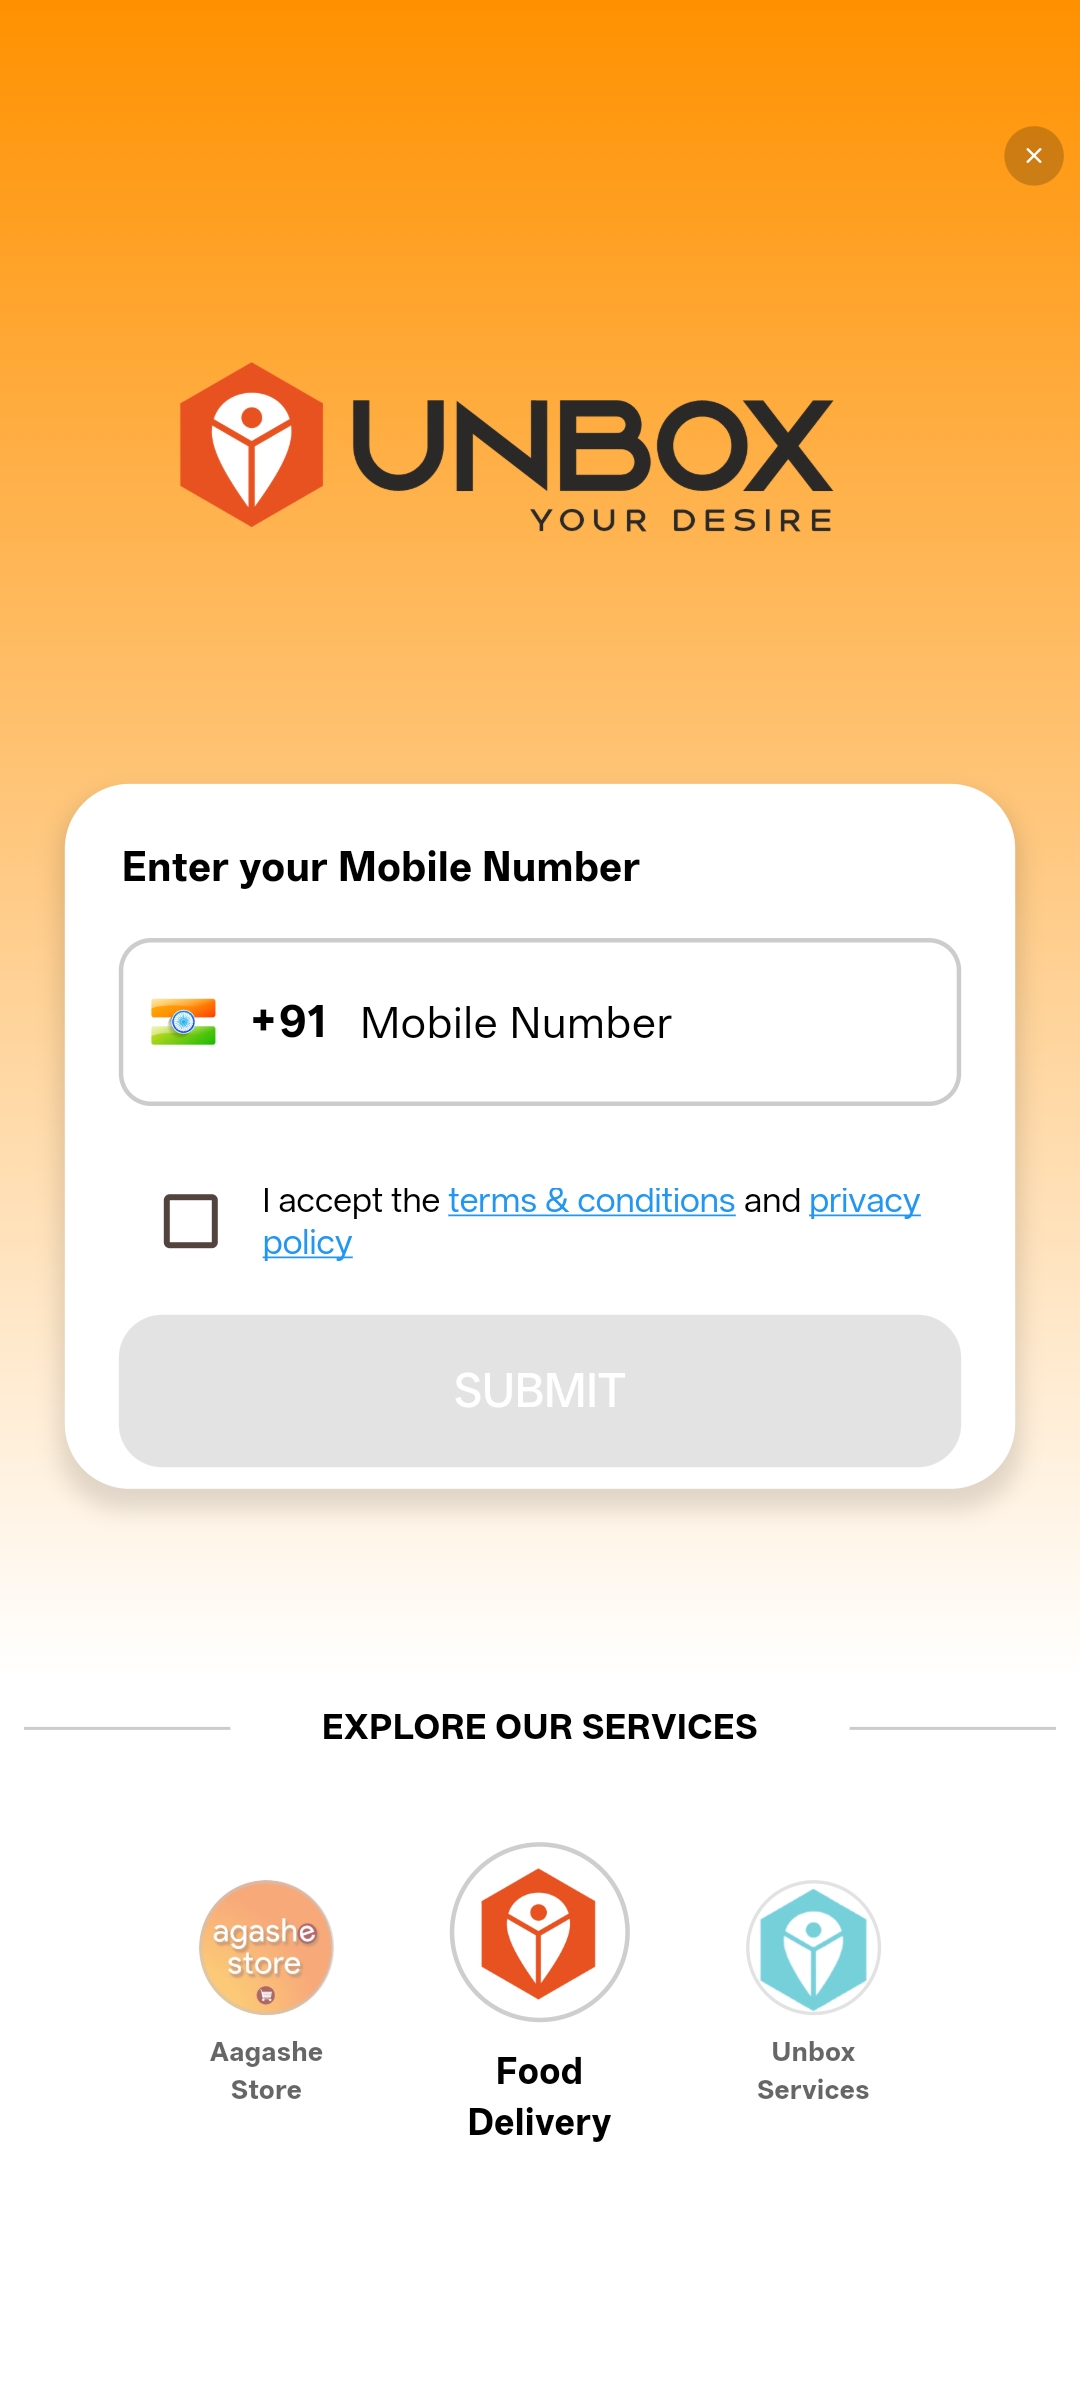 UNBOX
YOUR DESIRE
Enter your Mobile Number
+91 Mobile Number
I accept the terms & conditions and privacy
policy
SUBMIT
EXPLORE OUR SERVICES
agashe
store
Aagashe
Store
Food
Delivery
Unbox
Services